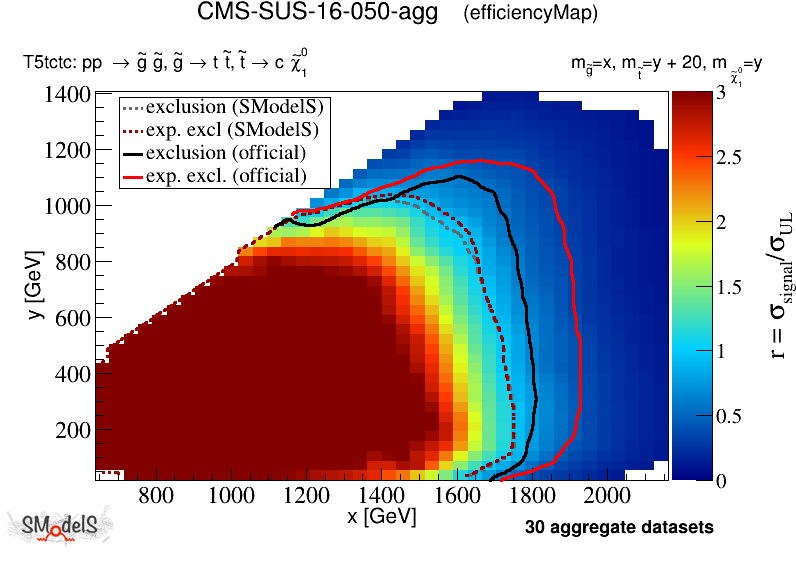 CMS-SUS-16-050-agg (efficiencyMap)
T5tctc: pp → g̃ g̃, g̃ → t t̃, t̃ → c χ̃⁰₁ m_g̃=x, m_t̃=y + 20, m_χ̃⁰₁=y
exclusion (SModelS)
exp. excl (SModelS)
exclusion (official)
exp. excl. (official)
1400
1200
1000
800
600
400
200
y [GeV]
800 1000 1200 1400 1600 1800 2000
x [GeV]
3
2.5
2
1.5
1
0.5
0
r = σ_signal/σ_UL
SModelS
30 aggregate datasets